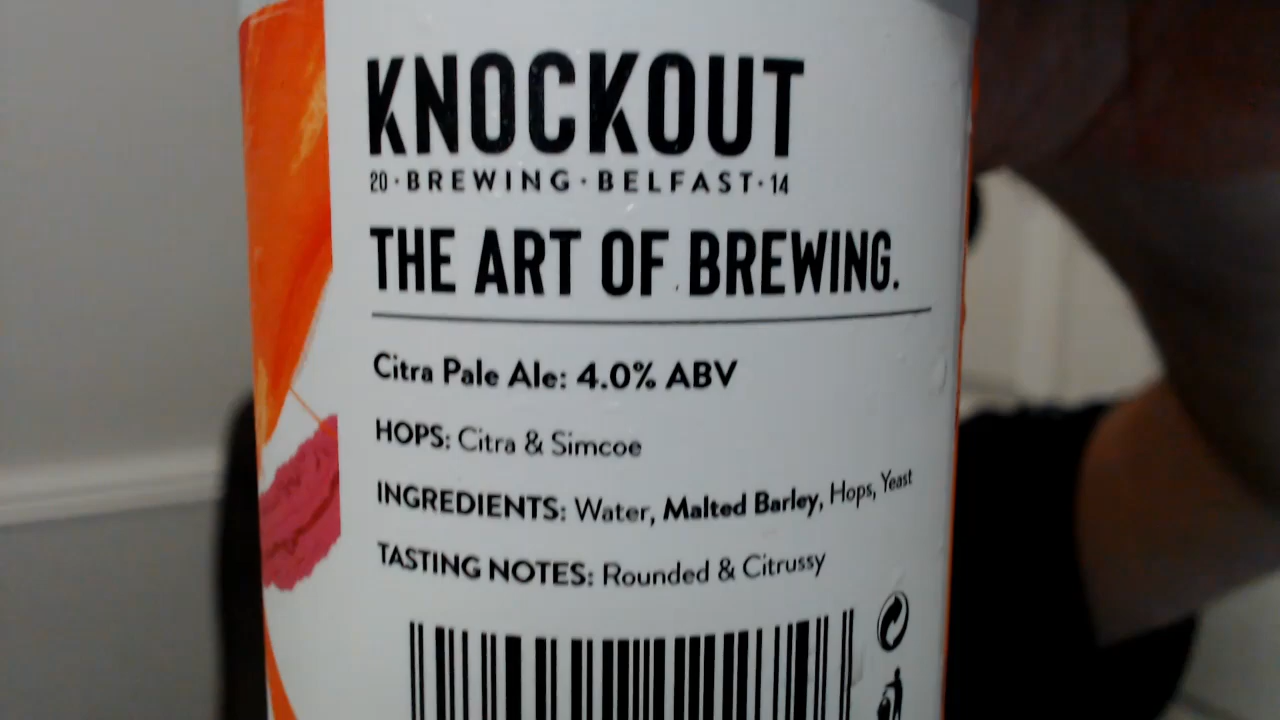 KNOCKOUT
20·BREWING·BELFAST·14
THE ART OF BREWING.
Citra Pale Ale: 4.0% ABV
HOPS: Citra & Simcoe
INGREDIENTS: Water, Malted Barley, Hops, Yeast
TASTING NOTES: Rounded & Citrussy